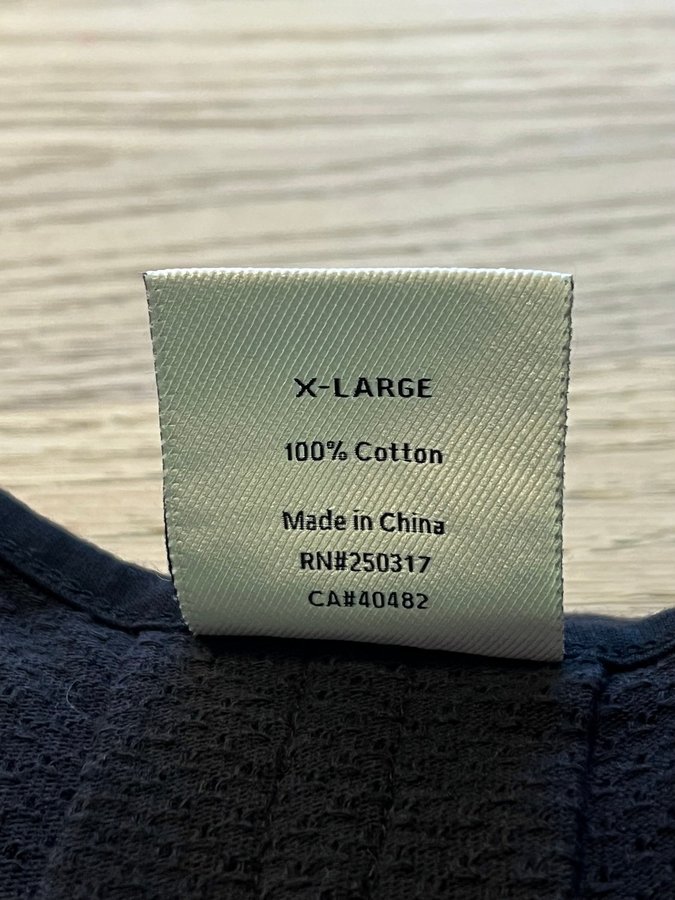 X-LARGE
100% Cotton
Made in China
RN#250317
CA#40482